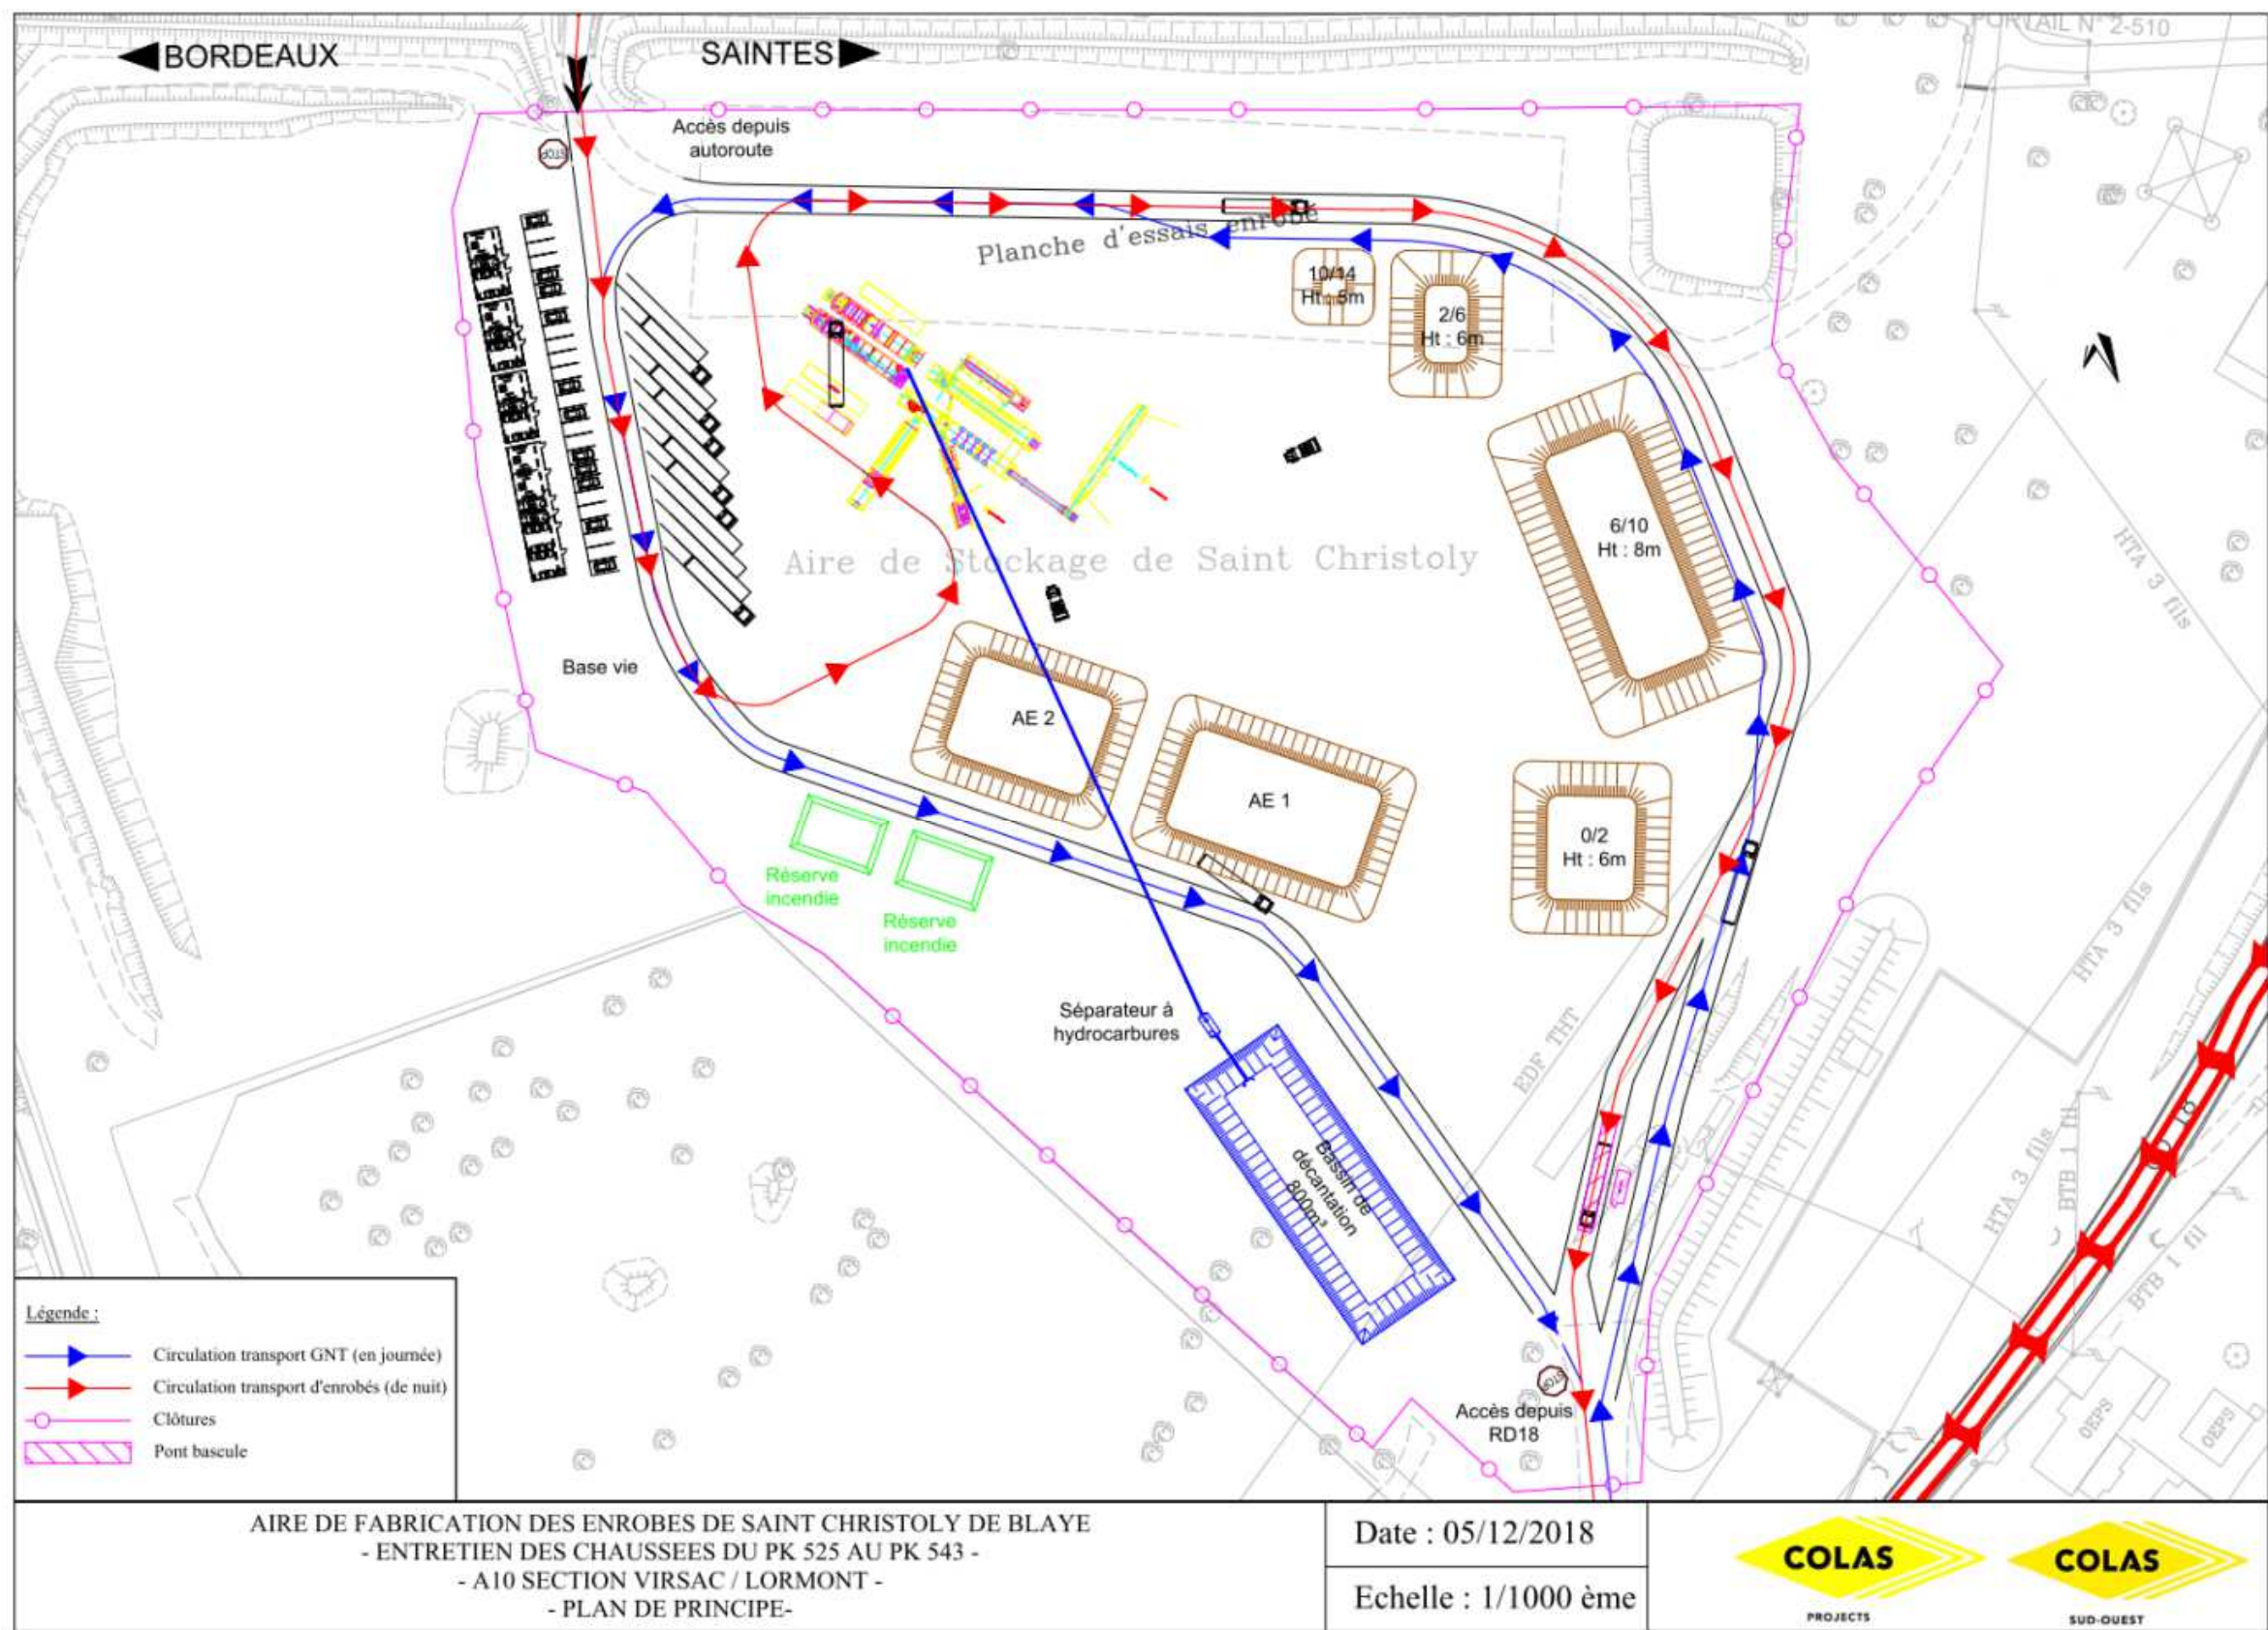 BORDEAUX
SAINTES
PORTAIL N° 2-510
Accès depuis
autoroute
STOP
Planche d'essais enrobé
10/14
Ht : 5m
2/6
Ht : 6m
6/10
Ht : 8m
HTA 3 fils
Aire de Stockage de Saint Christoly
Base vie
AE 2
AE 1
0/2
Ht : 6m
Réserve
incendie
Réserve
incendie
HTA 3 fils
Séparateur à
hydrocarbures
EDF THT
Bassin de
décantation
800m³
HTA 3 fils
BTB 1 fil
BTB 1 fil
STOP
Accès depuis
RD18
OEPS
OEPS
Légende :
Circulation transport GNT (en journée)
Circulation transport d'enrobés (de nuit)
Clôtures
Pont bascule
AIRE DE FABRICATION DES ENROBES DE SAINT CHRISTOLY DE BLAYE
- ENTRETIEN DES CHAUSSEES DU PK 525 AU PK 543 -
- A10 SECTION VIRSAC / LORMONT -
- PLAN DE PRINCIPE-
Date : 05/12/2018
Echelle : 1/1000 ème
COLAS
PROJECTS
COLAS
SUD-OUEST